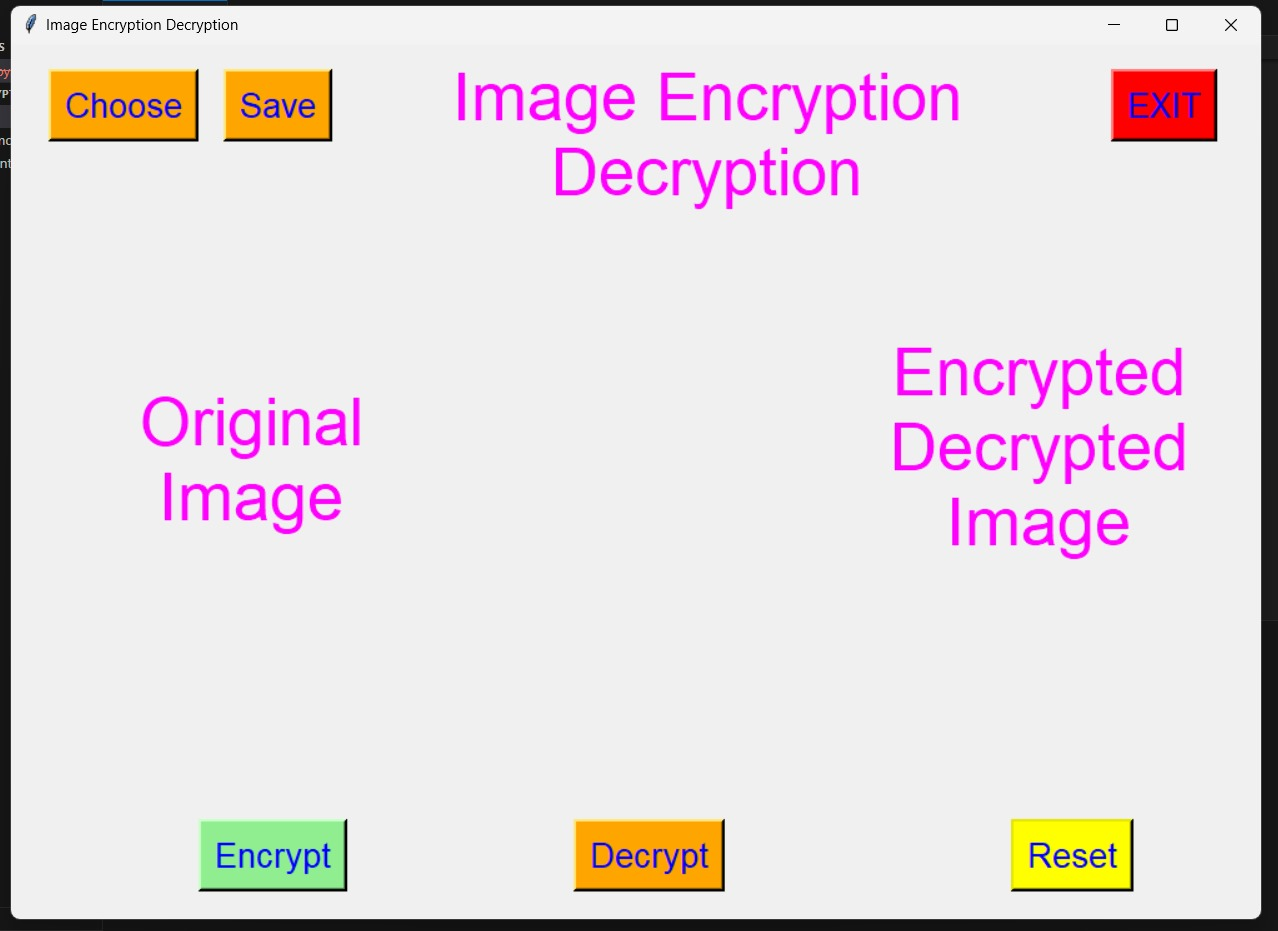 Image Encryption Decryption
Choose
Save
Image Encryption
Decryption
EXIT
Original
Image
Encrypted
Decrypted
Image
Encrypt
Decrypt
Reset